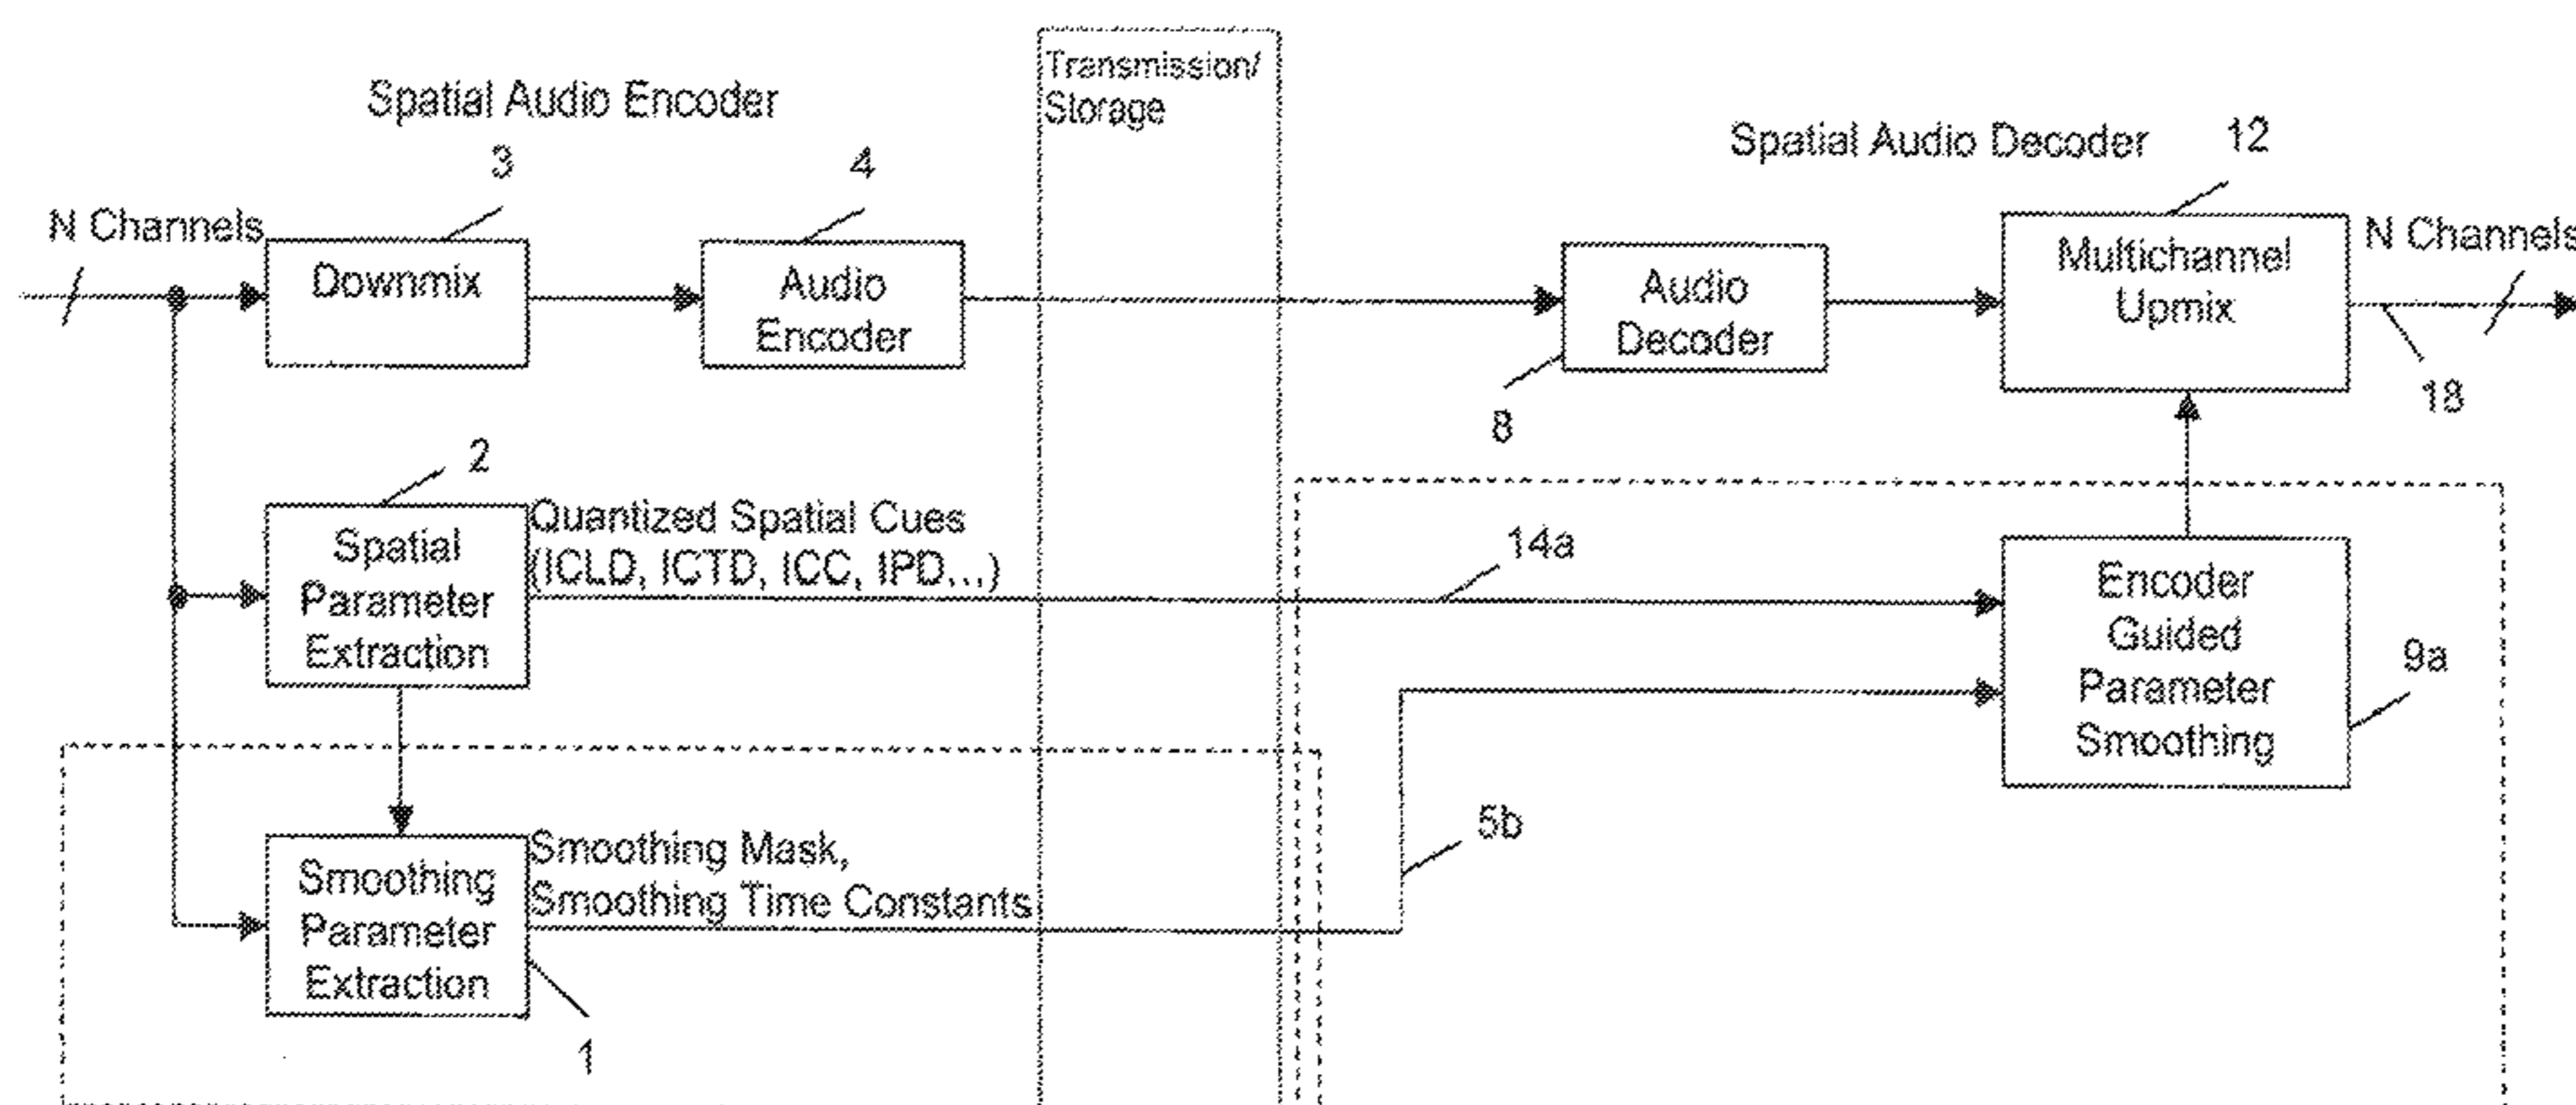 Transmission/
Storage
Spatial Audio Encoder
Spatial Audio Decoder
12
3
4
N Channels
Downmix
Audio
Encoder
Audio
Decoder
Multichannel
Upmix
N Channels
18
8
2
Spatial
Parameter
Extraction
Quantized Spatial Cues
(ICLD, ICTD, ICC, IPD...)
14a
Encoder
Guided
Parameter
Smoothing
9a
5b
Smoothing
Parameter
Extraction
Smoothing Mask,
Smoothing Time Constants
1